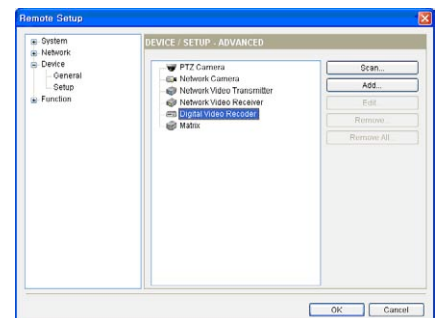 Remote Setup
System
Network
Device
General
Setup
Function
DEVICE / SETUP - ADVANCED
PTZ Camera
Network Camera
Network Video Transmitter
Network Video Receiver
Digital Video Recoder
Matrix
Scan...
Add...
Edit...
Remove...
Remove All...
OK
Cancel